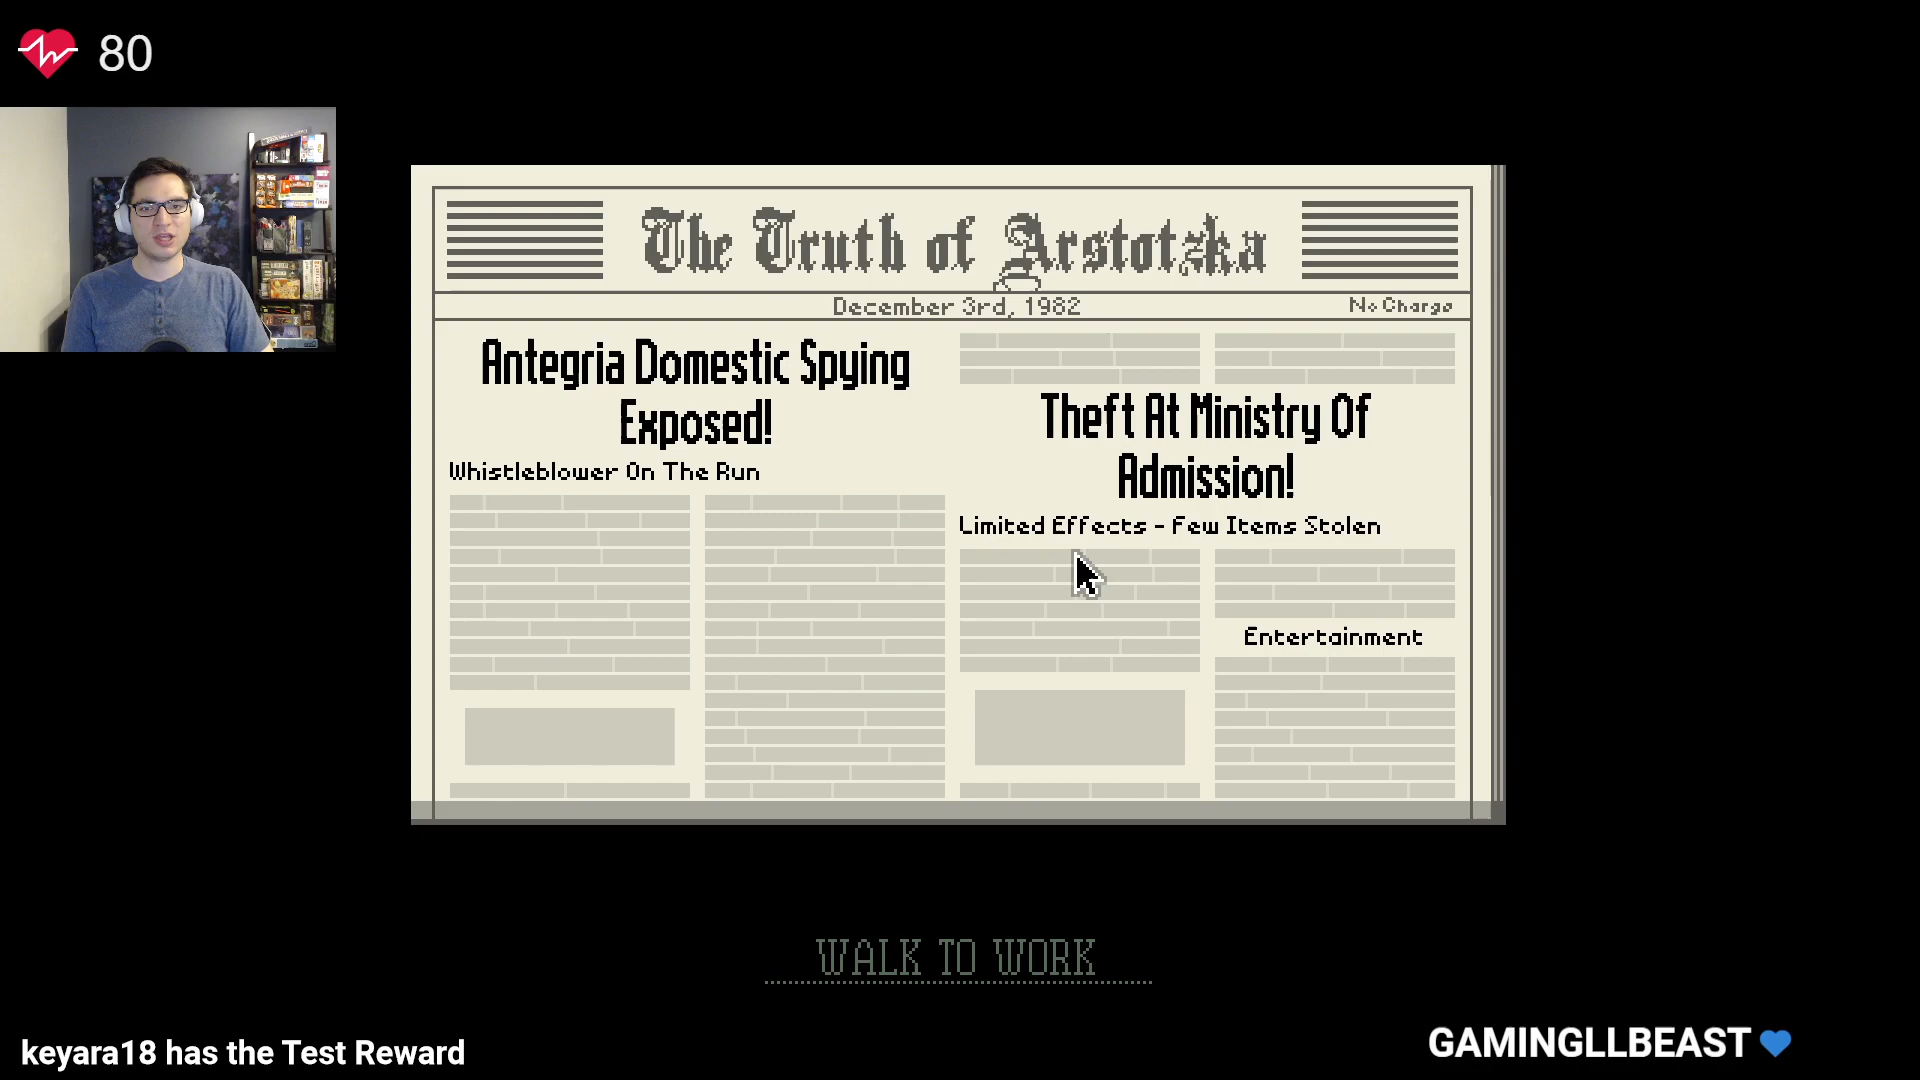 80
The Truth of Arstotzka
December 3rd, 1982
No Charge
Antegria Domestic Spying
Exposed!
Whistleblower On The Run
Theft At Ministry Of
Admission!
Limited Effects - Few Items Stolen
Entertainment
WALK TO WORK
keyara18 has the Test Reward
GAMINGLLBEAST